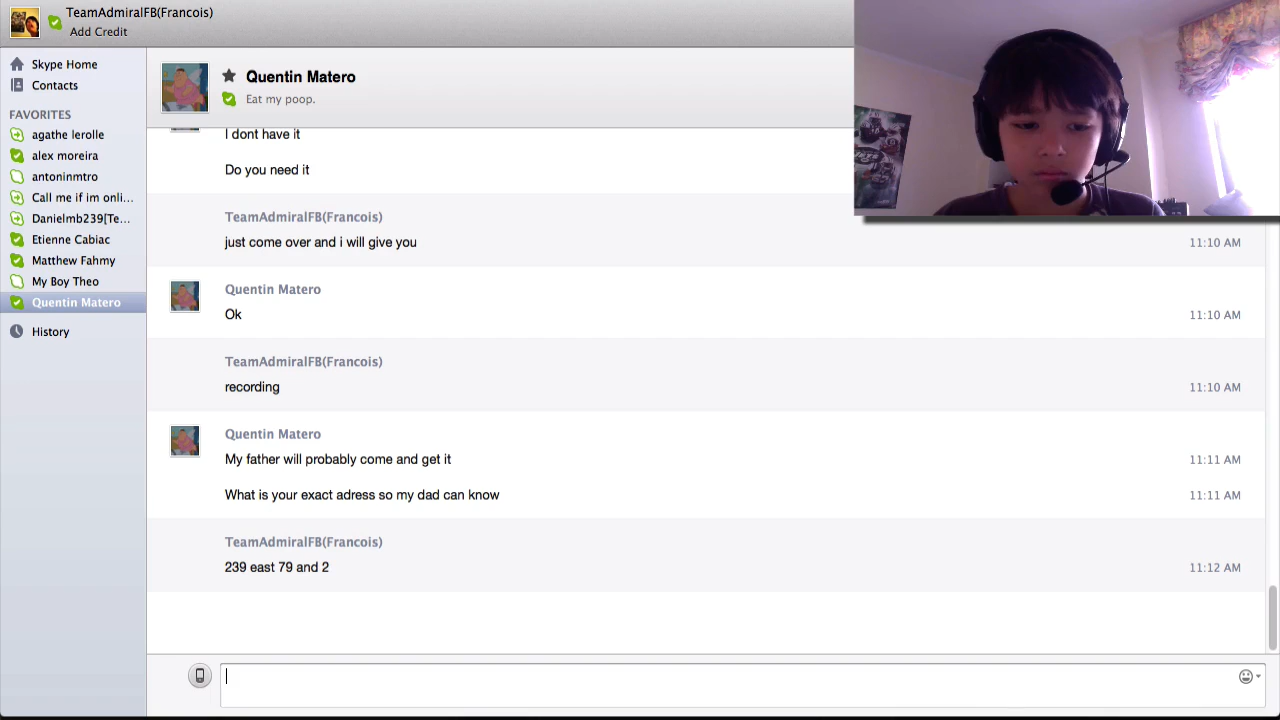 TeamAdmiralFB(Francois)
Add Credit
Skype Home
Contacts
FAVORITES
agathe lerolle
alex moreira
antoninmtro
Call me if im onli...
Danielmb239[Te...
Etienne Cabiac
Matthew Fahmy
My Boy Theo
Quentin Matero
History
Quentin Matero
Eat my poop.
I dont have it
Do you need it
TeamAdmiralFB(Francois)
just come over and i will give you 11:10 AM
Quentin Matero
Ok 11:10 AM
TeamAdmiralFB(Francois)
recording 11:10 AM
Quentin Matero
My father will probably come and get it 11:11 AM
What is your exact adress so my dad can know 11:11 AM
TeamAdmiralFB(Francois)
239 east 79 and 2 11:12 AM